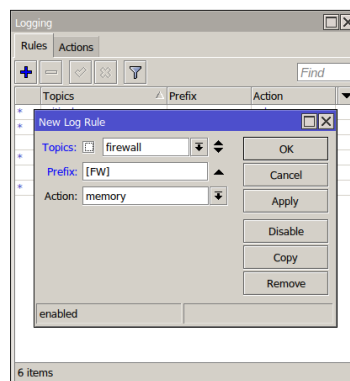 Logging
Rules Actions
Find
Topics Prefix Action
New Log Rule
Topics: firewall
Prefix: [FW]
Action: memory
OK
Cancel
Apply
Disable
Copy
Remove
enabled
6 items